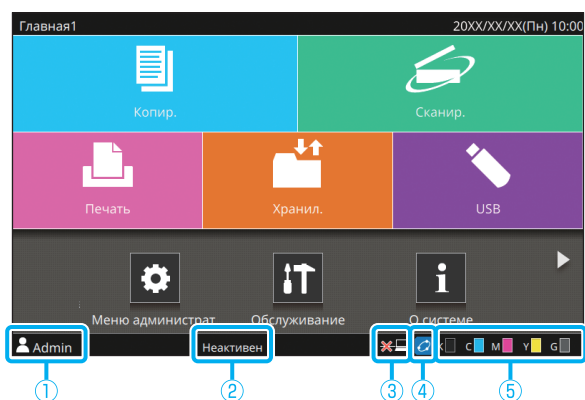 Главная1 20XX/XX/XX(Пн) 10:00
Копир. Сканир.
Печать Хранил. USB
Меню администрат Обслуживание О системе
Admin Неактивен K C M Y G
1 2 3 4 5